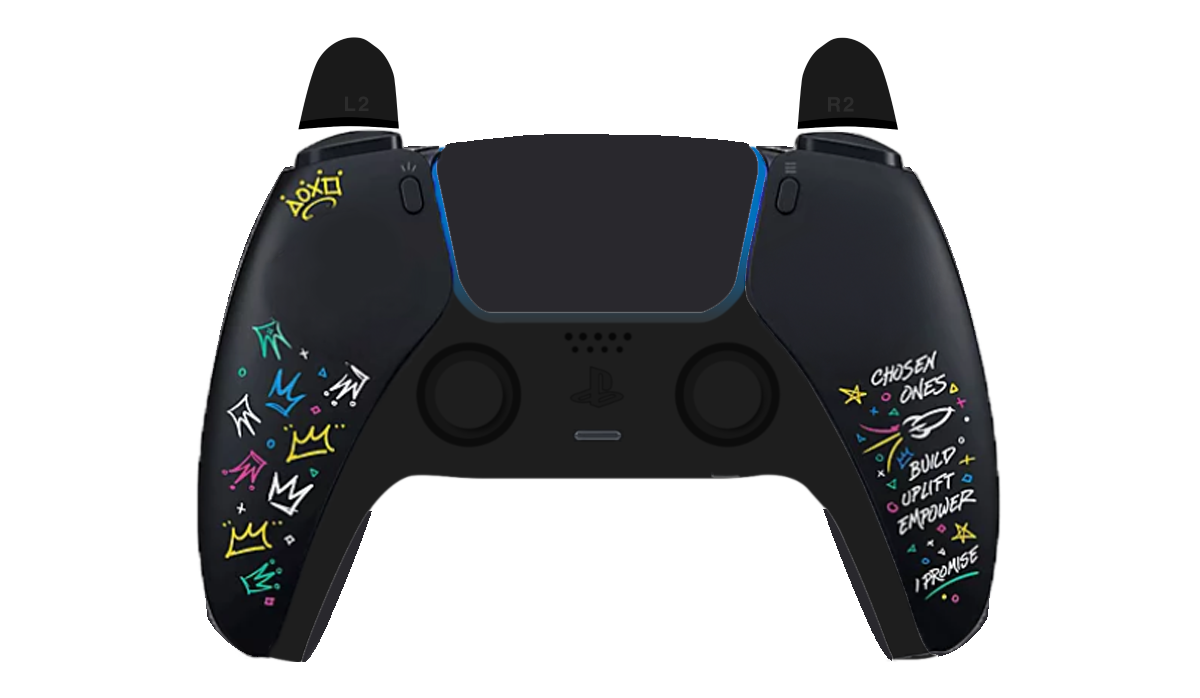 L2
R2
CHOSEN
ONES
BUILD
UPLIFT
EMPOWER
I PROMISE